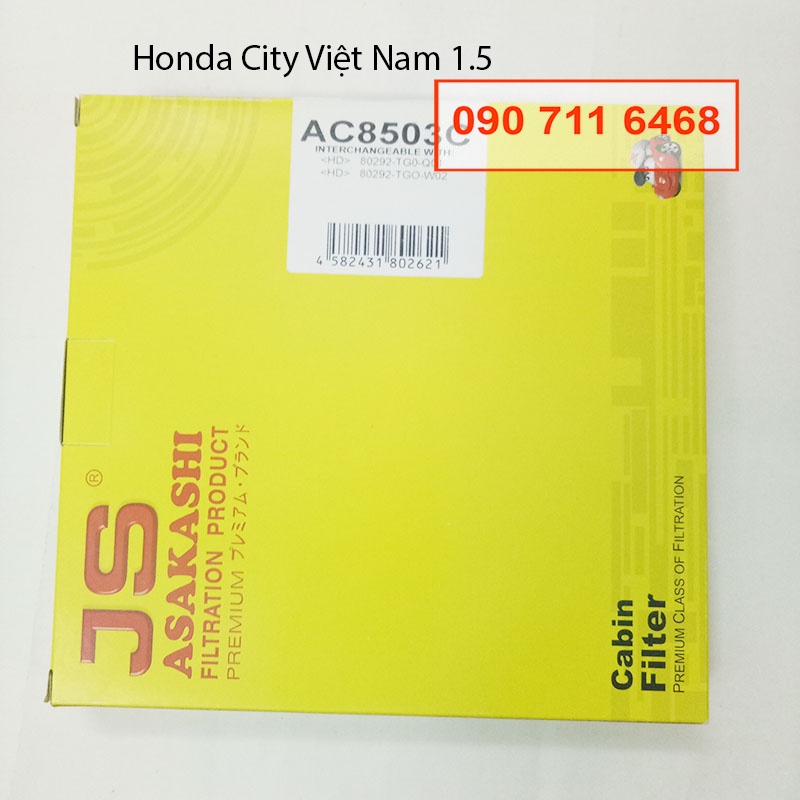 Honda City Việt Nam 1.5
090 711 6468
AC8503C
INTERCHANGEABLE WITH
<HD> 80292-TG0-Q01
<HD> 80292-TGO-W02
4 582431 802621
JS ®
ASAKASHI
FILTRATION PRODUCT
PREMIUM プレミアム・ブランド
Cabin
Filter
PREMIUM CLASS OF FILTRATION